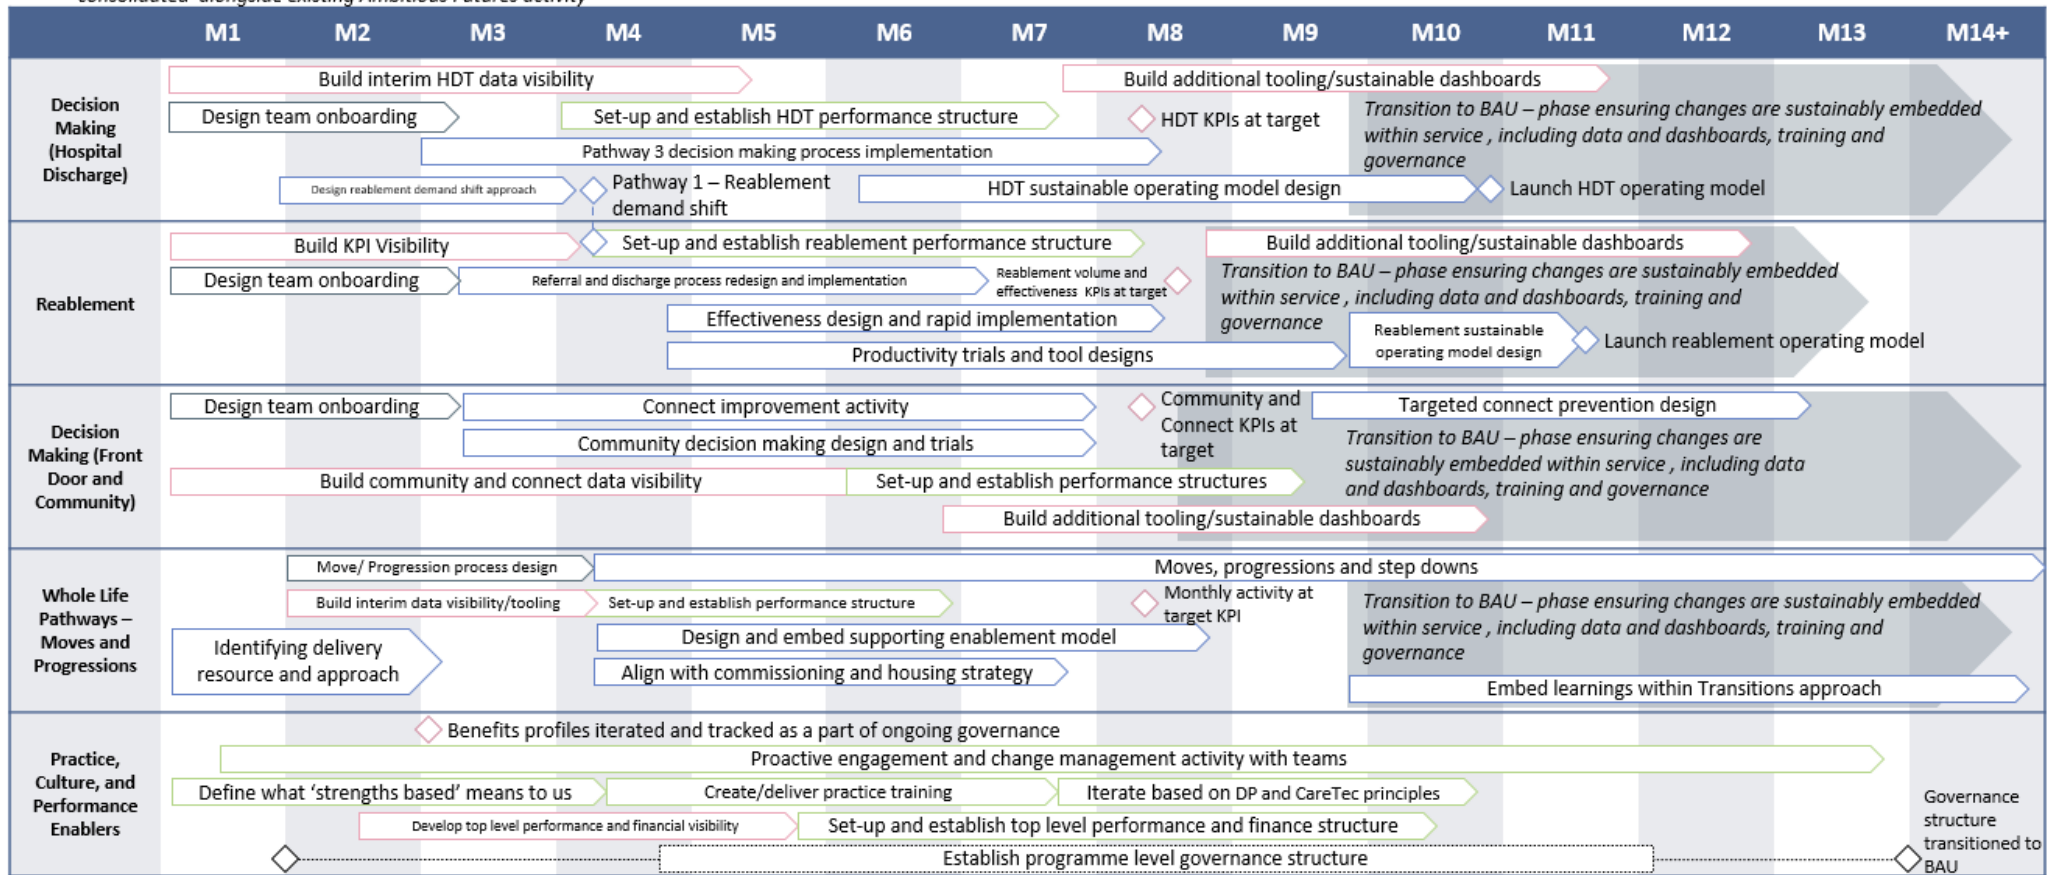 consolidated alongside existing Ambitious Futures activity
M1 M2 M3 M4 M5 M6 M7 M8 M9 M10 M11 M12 M13 M14+
Decision
Making
(Hospital
Discharge)
Build interim HDT data visibility
Build additional tooling/sustainable dashboards
Design team onboarding
Set-up and establish HDT performance structure
HDT KPIs at target
Transition to BAU – phase ensuring changes are sustainably embedded
within service , including data and dashboards, training and
governance
Pathway 3 decision making process implementation
Design reablement demand shift approach
Pathway 1 – Reablement
demand shift
HDT sustainable operating model design
Launch HDT operating model
Reablement
Build KPI Visibility
Set-up and establish reablement performance structure
Build additional tooling/sustainable dashboards
Design team onboarding
Referral and discharge process redesign and implementation
Reablement volume and
effectiveness KPIs at target
Transition to BAU – phase ensuring changes are sustainably embedded
within service , including data and dashboards, training and
governance
Effectiveness design and rapid implementation
Reablement sustainable
operating model design
Launch reablement operating model
Productivity trials and tool designs
Decision
Making (Front
Door and
Community)
Design team onboarding
Connect improvement activity
Community and
Connect KPIs at
target
Targeted connect prevention design
Community decision making design and trials
Transition to BAU – phase ensuring changes are
sustainably embedded within service , including data
and dashboards, training and governance
Build community and connect data visibility
Set-up and establish performance structures
Build additional tooling/sustainable dashboards
Whole Life
Pathways –
Moves and
Progressions
Move/ Progression process design
Moves, progressions and step downs
Build interim data visibility/tooling
Set-up and establish performance structure
Monthly activity at
target KPI
Transition to BAU – phase ensuring changes are sustainably embedded
within service , including data and dashboards, training and
governance
Identifying delivery
resource and approach
Design and embed supporting enablement model
Align with commissioning and housing strategy
Embed learnings within Transitions approach
Practice,
Culture, and
Performance
Enablers
Benefits profiles iterated and tracked as a part of ongoing governance
Proactive engagement and change management activity with teams
Define what ‘strengths based’ means to us
Create/deliver practice training
Iterate based on DP and CareTec principles
Develop top level performance and financial visibility
Set-up and establish top level performance and finance structure
Establish programme level governance structure
Governance
structure
transitioned to
BAU